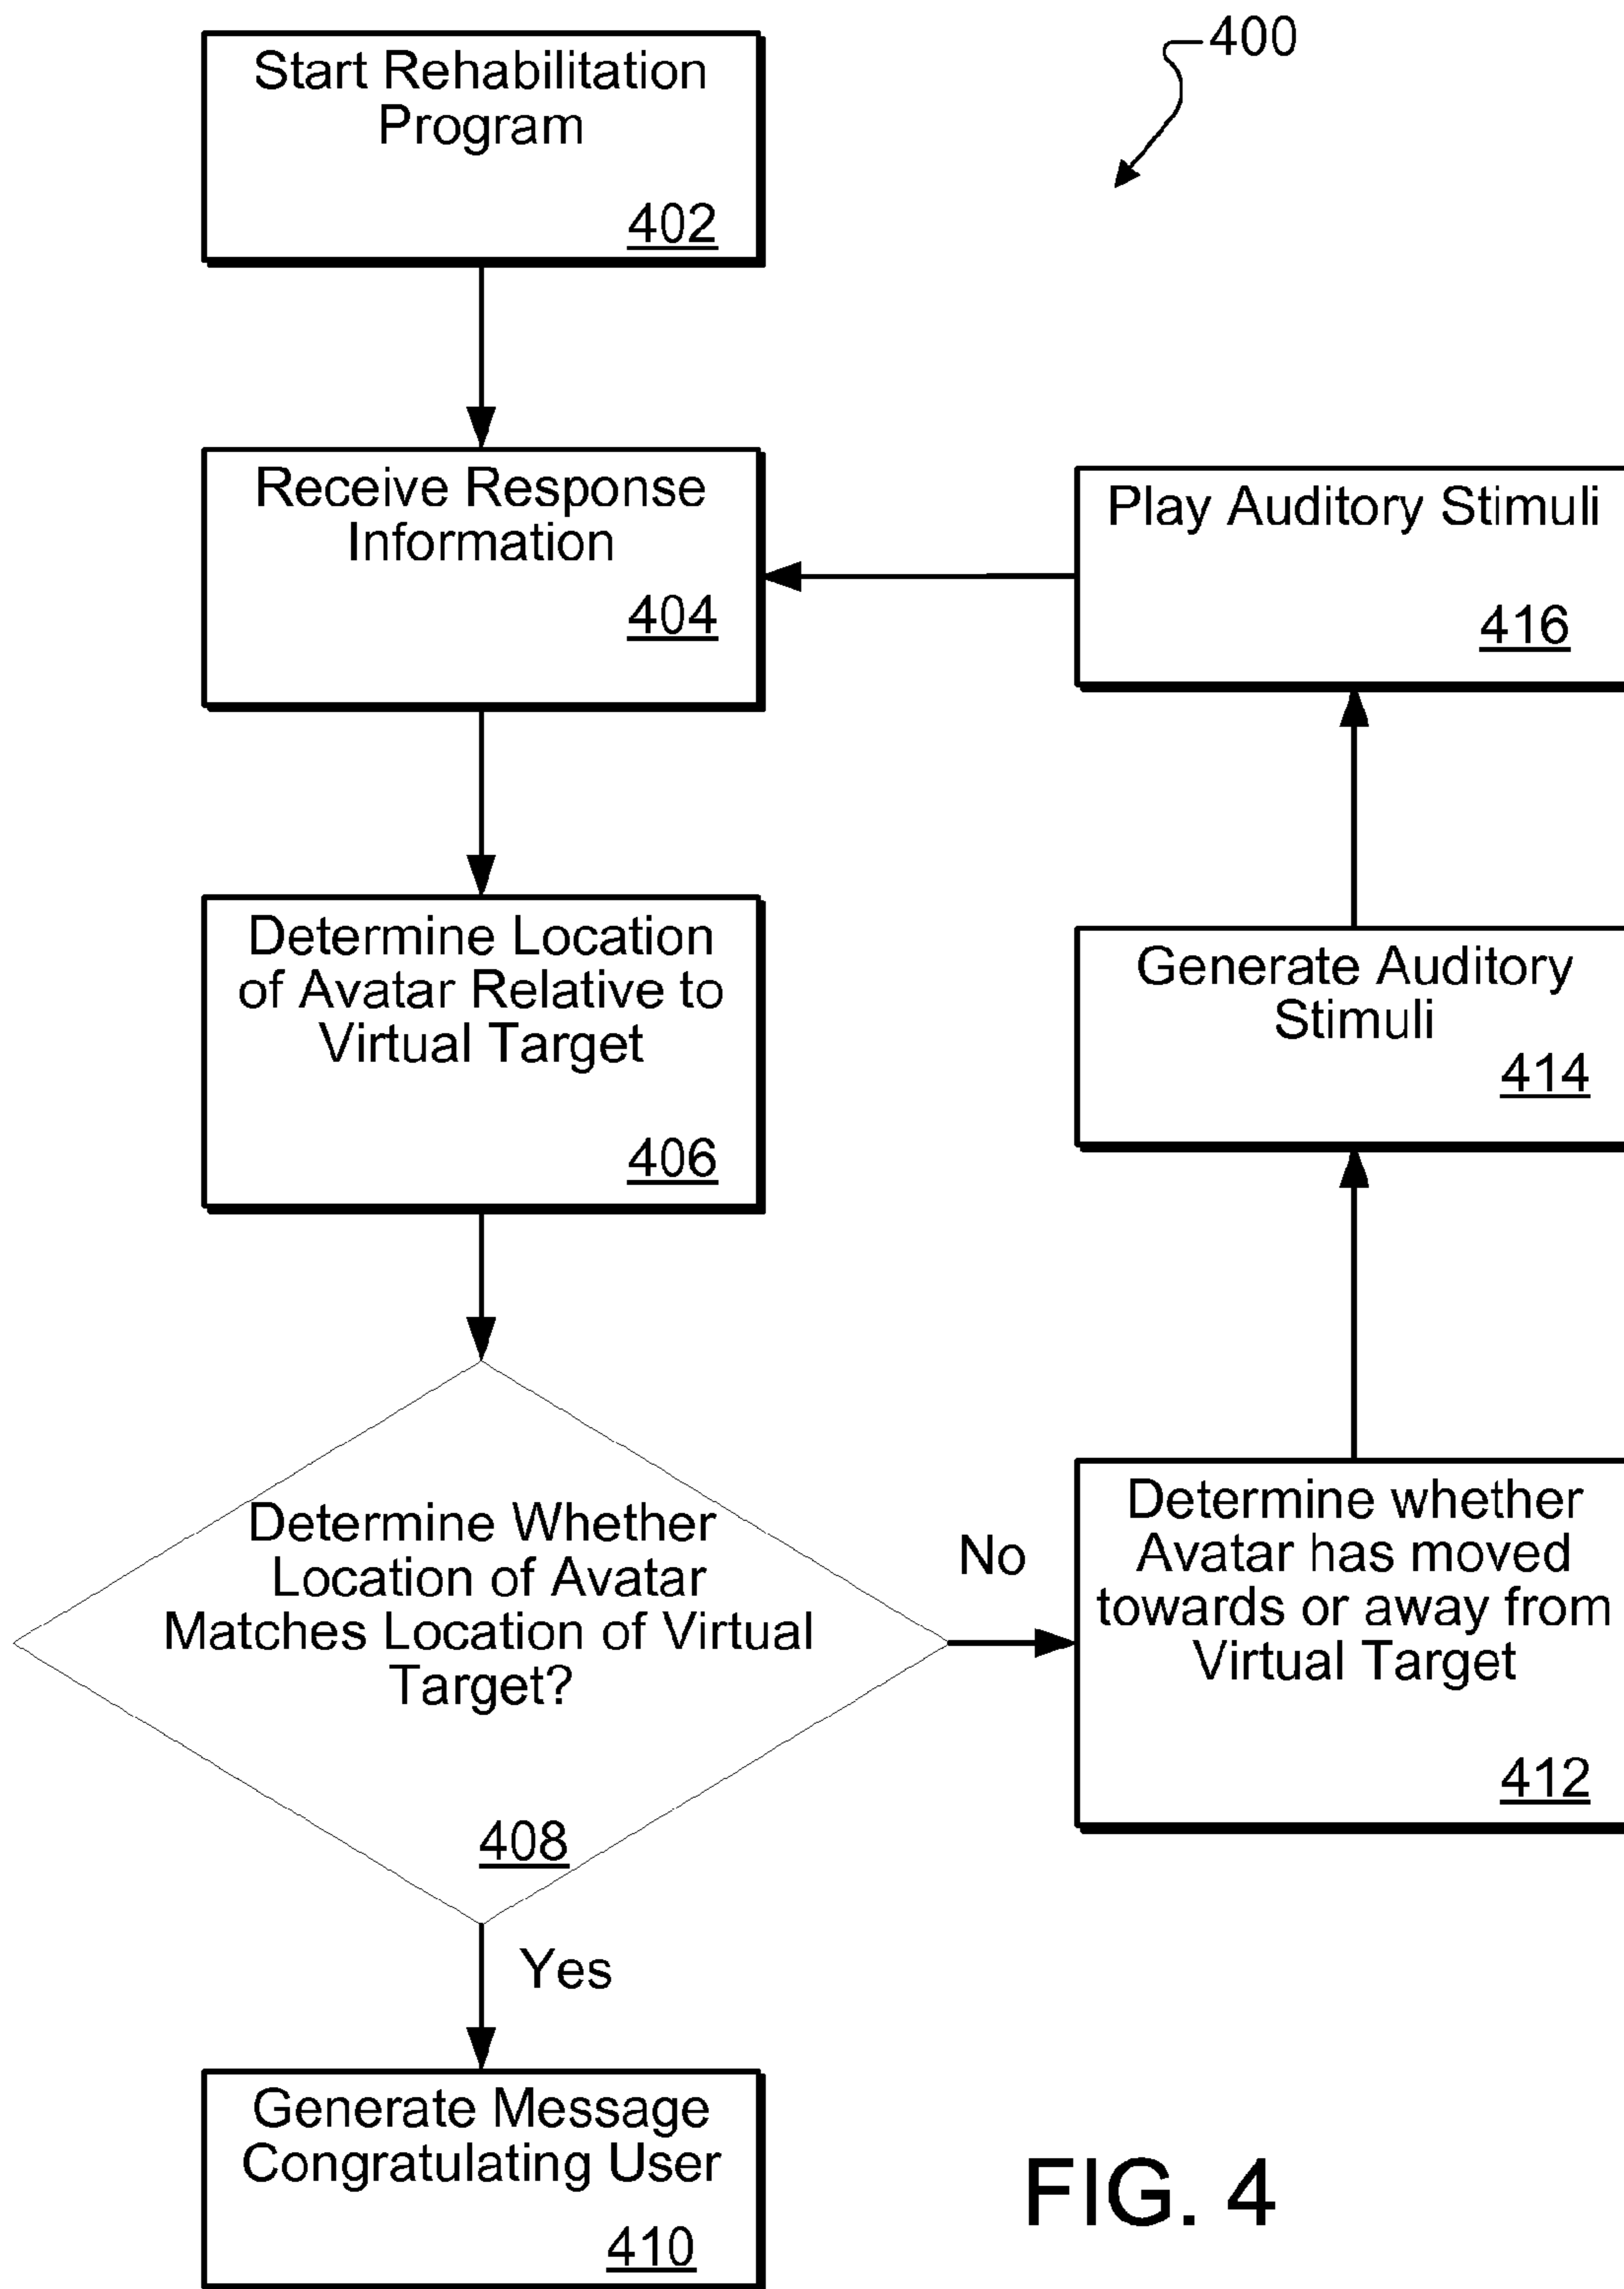 400
Start Rehabilitation
Program
402
Receive Response
Information
404
Play Auditory Stimuli
416
Determine Location
of Avatar Relative to
Virtual Target
406
Generate Auditory
Stimuli
414
Determine Whether
Location of Avatar
Matches Location of Virtual
Target?
408
No
Determine whether
Avatar has moved
towards or away from
Virtual Target
412
Yes
Generate Message
Congratulating User
410
FIG. 4